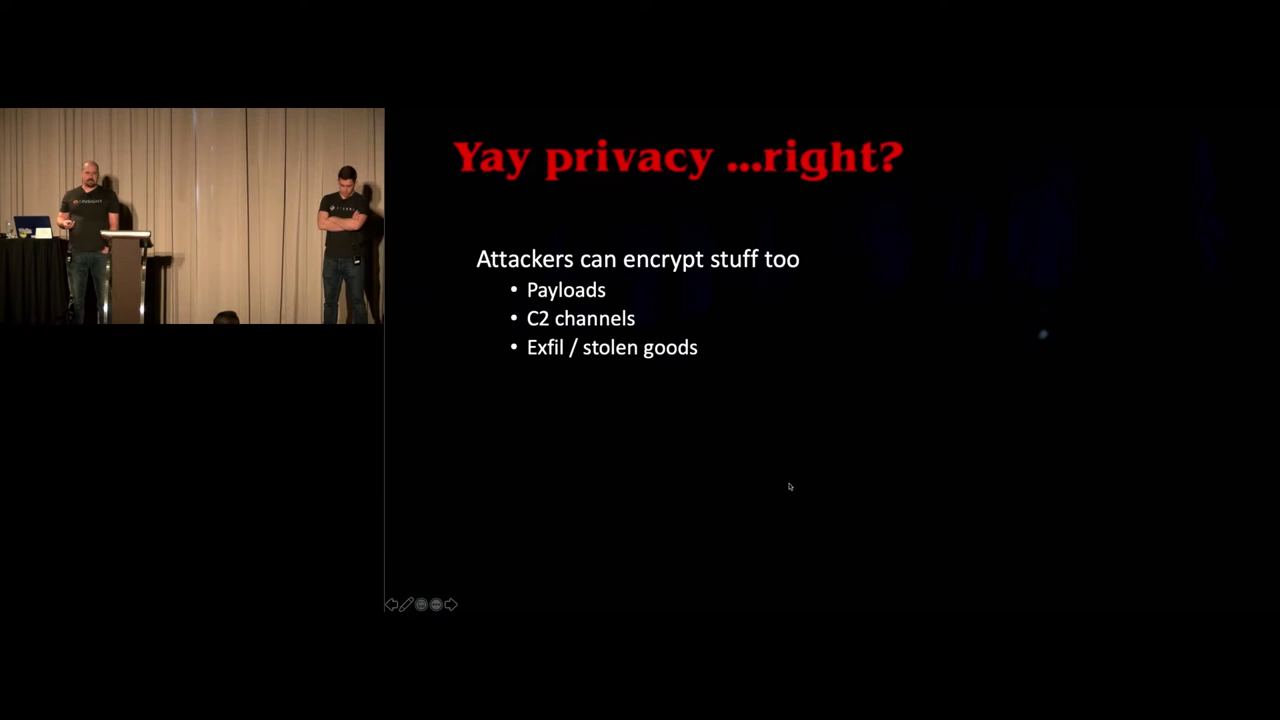 Yay privacy ...right?
Attackers can encrypt stuff too
• Payloads
• C2 channels
• Exfil / stolen goods